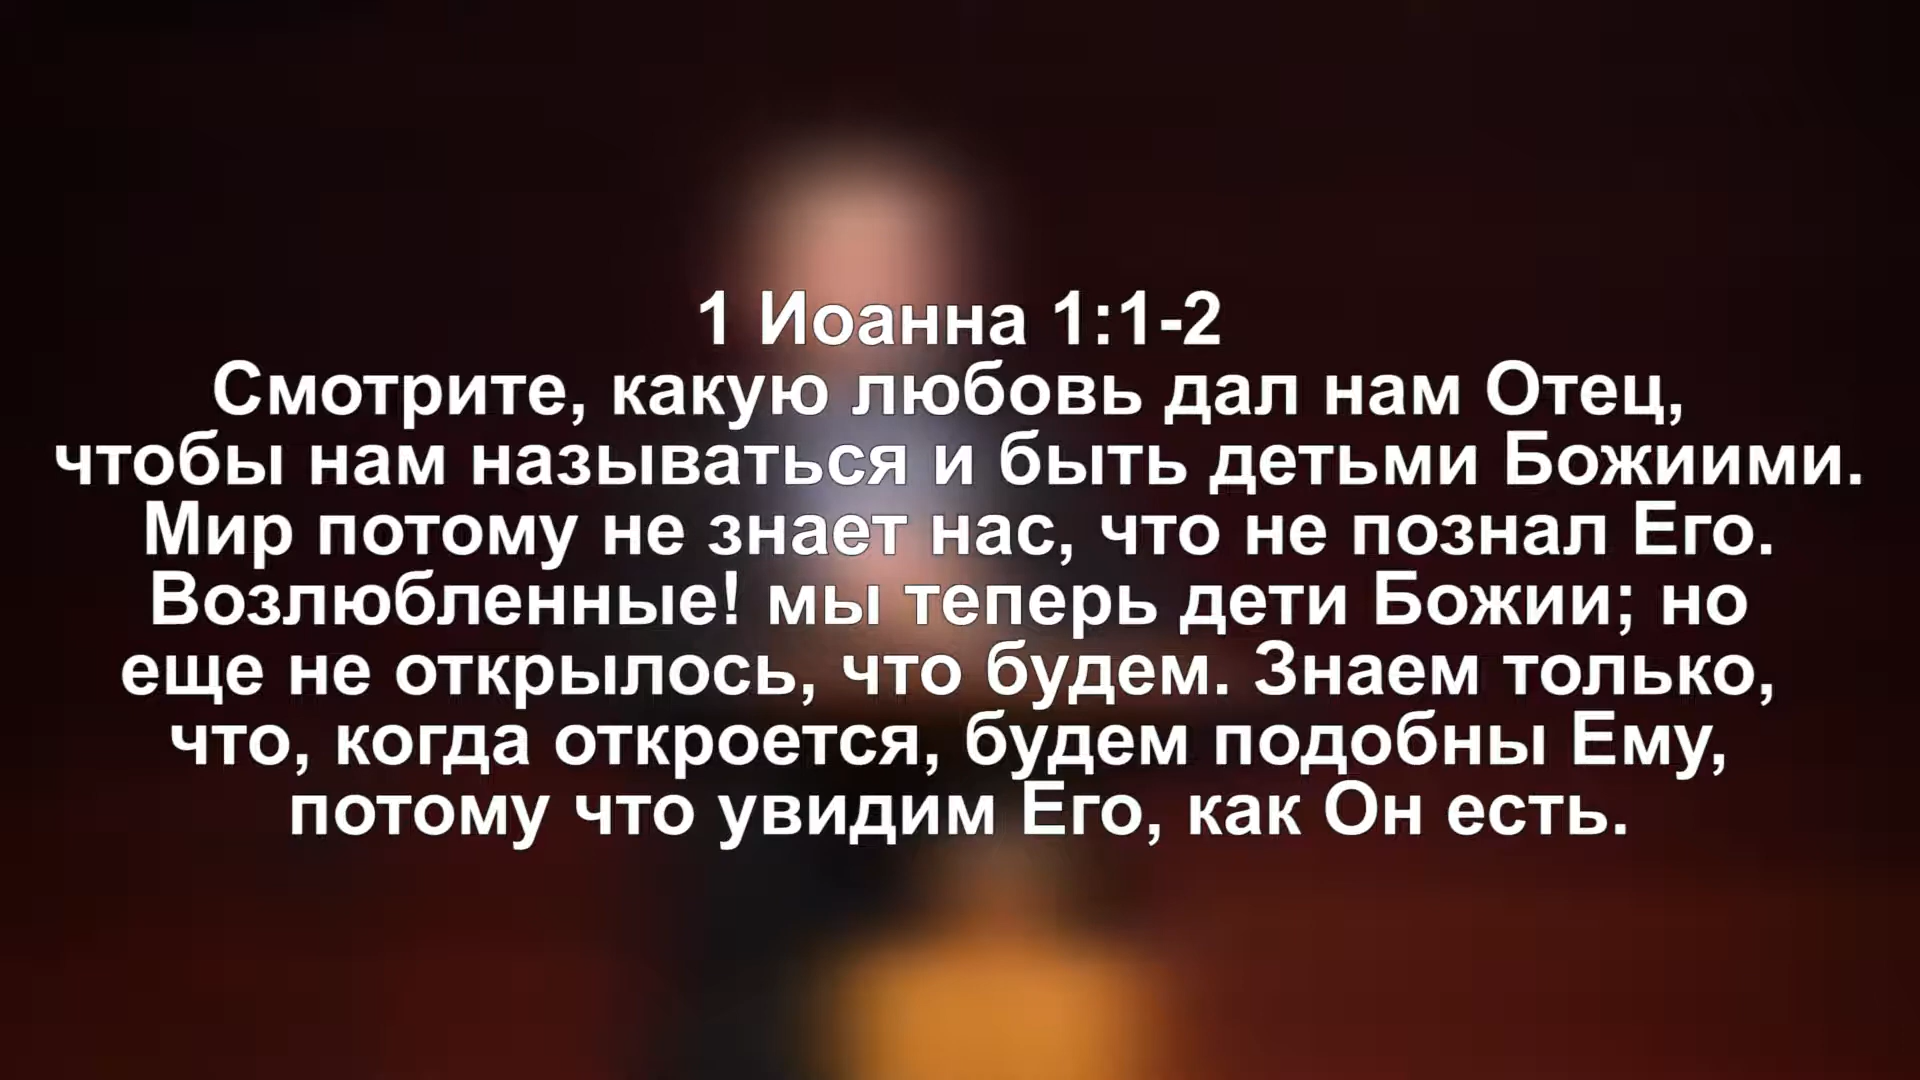 1 Иоанна 1:1-2
Смотрите, какую любовь дал нам Отец,
чтобы нам называться и быть детьми Божиими.
Мир потому не знает нас, что не познал Его.
Возлюбленные! мы теперь дети Божии; но
еще не открылось, что будем. Знаем только,
что, когда откроется, будем подобны Ему,
потому что увидим Его, как Он есть.